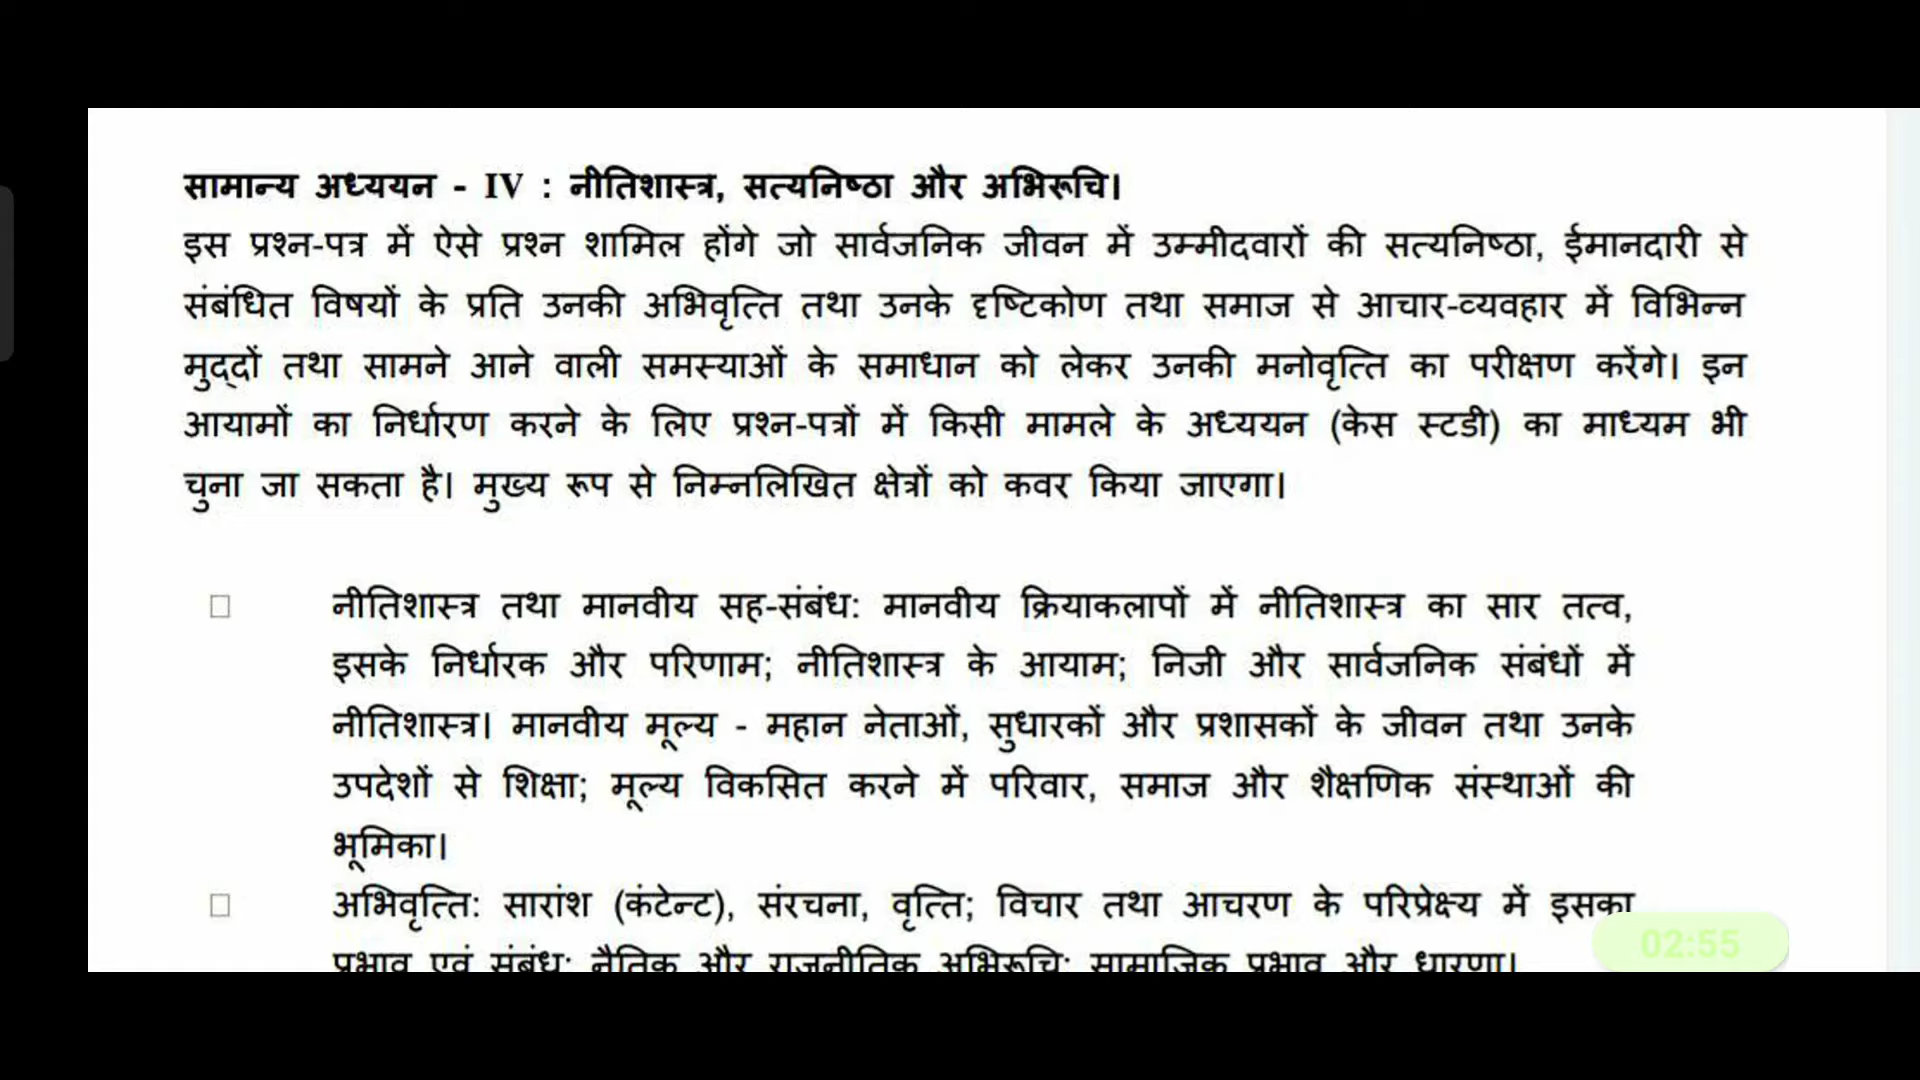 सामान्य अध्ययन - IV : नीतिशास्त्र, सत्यनिष्ठा और अभिरूचि।
इस प्रश्न-पत्र में ऐसे प्रश्न शामिल होंगे जो सार्वजनिक जीवन में उम्मीदवारों की सत्यनिष्ठा, ईमानदारी से
संबंधित विषयों के प्रति उनकी अभिवृत्ति तथा उनके दृष्टिकोण तथा समाज से आचार-व्यवहार में विभिन्न
मुद्दों तथा सामने आने वाली समस्याओं के समाधान को लेकर उनकी मनोवृत्ति का परीक्षण करेंगे। इन
आयामों का निर्धारण करने के लिए प्रश्न-पत्रों में किसी मामले के अध्ययन (केस स्टडी) का माध्यम भी
चुना जा सकता है। मुख्य रूप से निम्नलिखित क्षेत्रों को कवर किया जाएगा।
नीतिशास्त्र तथा मानवीय सह-संबंध: मानवीय क्रियाकलापों में नीतिशास्त्र का सार तत्व,
इसके निर्धारक और परिणाम; नीतिशास्त्र के आयाम; निजी और सार्वजनिक संबंधों में
नीतिशास्त्र। मानवीय मूल्य - महान नेताओं, सुधारकों और प्रशासकों के जीवन तथा उनके
उपदेशों से शिक्षा; मूल्य विकसित करने में परिवार, समाज और शैक्षणिक संस्थाओं की
भूमिका।
अभिवृत्ति: सारांश (कंटेन्ट), संरचना, वृत्ति; विचार तथा आचरण के परिप्रेक्ष्य में इसका
प्रभाव एवं संबंध; नैतिक और राजनीतिक अभिरूचि; सामाजिक प्रभाव और धारणा।
02:55